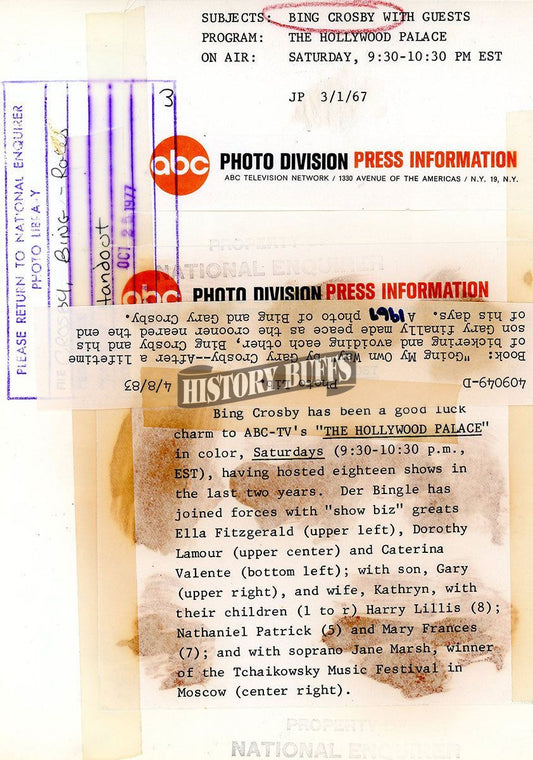 SUBJECTS: BING CROSBY WITH GUESTS
PROGRAM: THE HOLLYWOOD PALACE
ON AIR: SATURDAY, 9:30-10:30 PM EST
JP 3/1/67
3
PLEASE RETURN TO NATIONAL ENQUIRER
PHOTO LIBRARY
FILE CROSBY, BING - Roles
Handout
OCT 25 1977
abc PHOTO DIVISION PRESS INFORMATION
ABC TELEVISION NETWORK / 1330 AVENUE OF THE AMERICAS / N.Y. 19, N.Y.
PROPERTY OF
NATIONAL ENQUIRER
abc PHOTO DIVISION PRESS INFORMATION
409049-D 4/8/83
Book: "Going My Own Way" by Gary Crosby--After a lifetime
of bickering and avoiding each other, Bing Crosby and his
son Gary finally made peace as the crooner neared the end
of his days. A 1961 photo of Bing and Gary Crosby.
HISTORY BUFFS
Bing Crosby has been a good luck
charm to ABC-TV's "THE HOLLYWOOD PALACE"
in color, Saturdays (9:30-10:30 p.m.,
EST), having hosted eighteen shows in
the last two years. Der Bingle has
joined forces with "show biz" greats
Ella Fitzgerald (upper left), Dorothy
Lamour (upper center) and Caterina
Valente (bottom left); with son, Gary
(upper right), and wife, Kathryn, with
their children (l to r) Harry Lillis (8);
Nathaniel Patrick (5) and Mary Frances
(7); and with soprano Jane Marsh, winner
of the Tchaikowsky Music Festival in
Moscow (center right).
PROPERTY OF
NATIONAL ENQUIRER